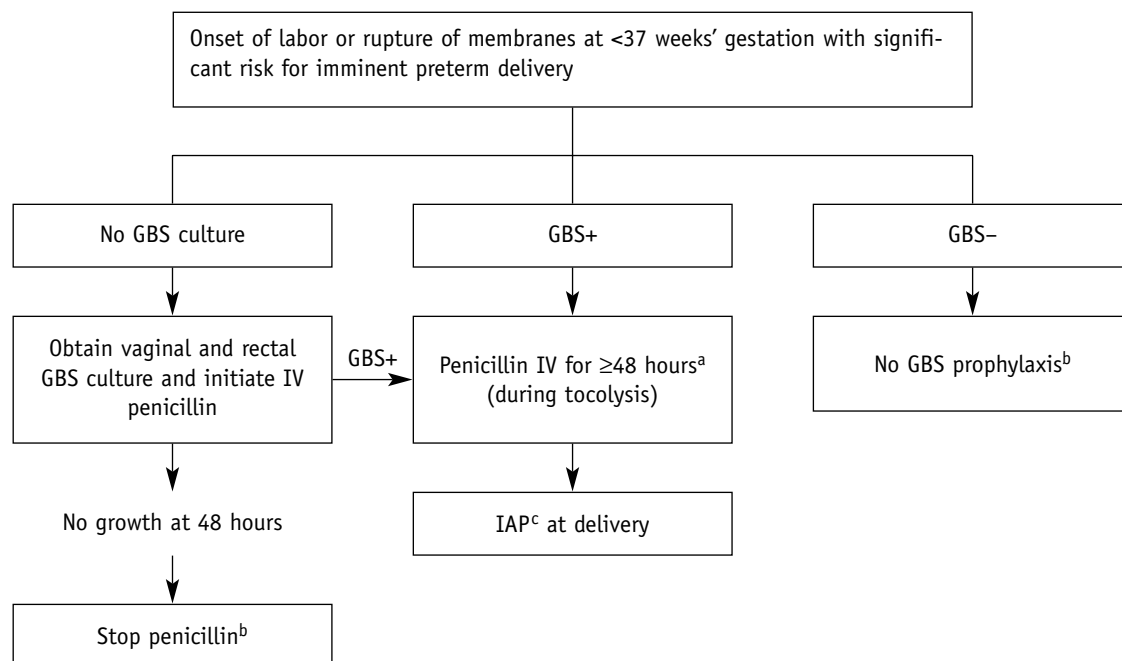 Onset of labor or rupture of membranes at <37 weeks’ gestation with signifi-
cant risk for imminent preterm delivery
No GBS culture
GBS+
GBS–
Obtain vaginal and rectal
GBS culture and initiate IV
penicillin
GBS+
Penicillin IV for ≥48 hoursᵃ
(during tocolysis)
No GBS prophylaxisᵇ
No growth at 48 hours
IAPᶜ at delivery
Stop penicillinᵇ